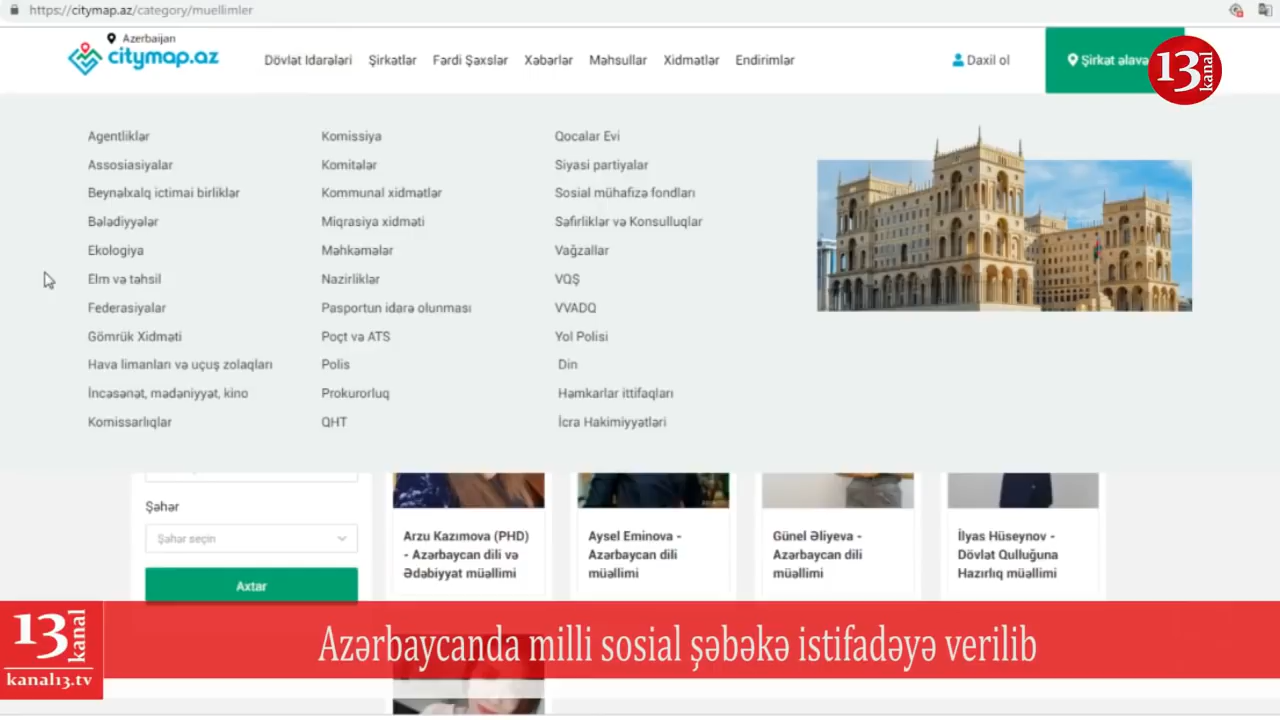 https://citymap.az/category/muellimler
Azerbaijan
citymap.az
Dövlət İdarələri Şirkətlər Fərdi Şəxslər Xəbərlər Məhsullar Xidmətlər Endirimlər
Daxil ol
Şirkət əlavə
13 kanal
Agentliklər
Assosiasiyalar
Beynəlxalq ictimai birliklər
Bələdiyyələr
Ekologiya
Elm və təhsil
Federasiyalar
Gömrük Xidməti
Hava limanları və uçuş zolaqları
İncəsənət, mədəniyyət, kino
Komissarlıqlar
Komissiya
Komitələr
Kommunal xidmətlər
Miqrasiya xidməti
Məhkəmələr
Nazirliklər
Pasportun idarə olunması
Poçt və ATS
Polis
Prokurorluq
QHT
Qocalar Evi
Siyasi partiyalar
Sosial mühafizə fondları
Səfirliklər və Konsulluqlar
Vağzallar
VQŞ
VVADQ
Yol Polisi
Din
Həmkarlar ittifaqları
İcra Hakimiyyətləri
Şəhər
Şəhər seçin
Axtar
Arzu Kazımova (PHD)
- Azərbaycan dili və
Ədəbiyyat müəllimi
Aysel Eminova -
Azərbaycan dili
müəllimi
Günel Əliyeva -
Azərbaycan dili
müəllimi
İlyas Hüseynov -
Dövlət Qulluğuna
Hazırlıq müəllimi
13 kanal
kanal13.tv
Azərbaycanda milli sosial şəbəkə istifadəyə verilib